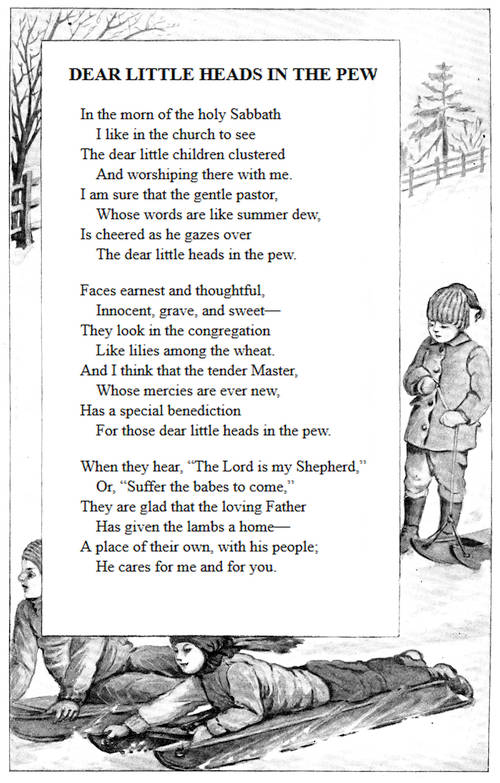 DEAR LITTLE HEADS IN THE PEW
In the morn of the holy Sabbath
I like in the church to see
The dear little children clustered
And worshiping there with me.
I am sure that the gentle pastor,
Whose words are like summer dew,
Is cheered as he gazes over
The dear little heads in the pew.
Faces earnest and thoughtful,
Innocent, grave, and sweet—
They look in the congregation
Like lilies among the wheat.
And I think that the tender Master,
Whose mercies are ever new,
Has a special benediction
For those dear little heads in the pew.
When they hear, “The Lord is my Shepherd,”
Or, “Suffer the babes to come,”
They are glad that the loving Father
Has given the lambs a home—
A place of their own, with his people;
He cares for me and for you.